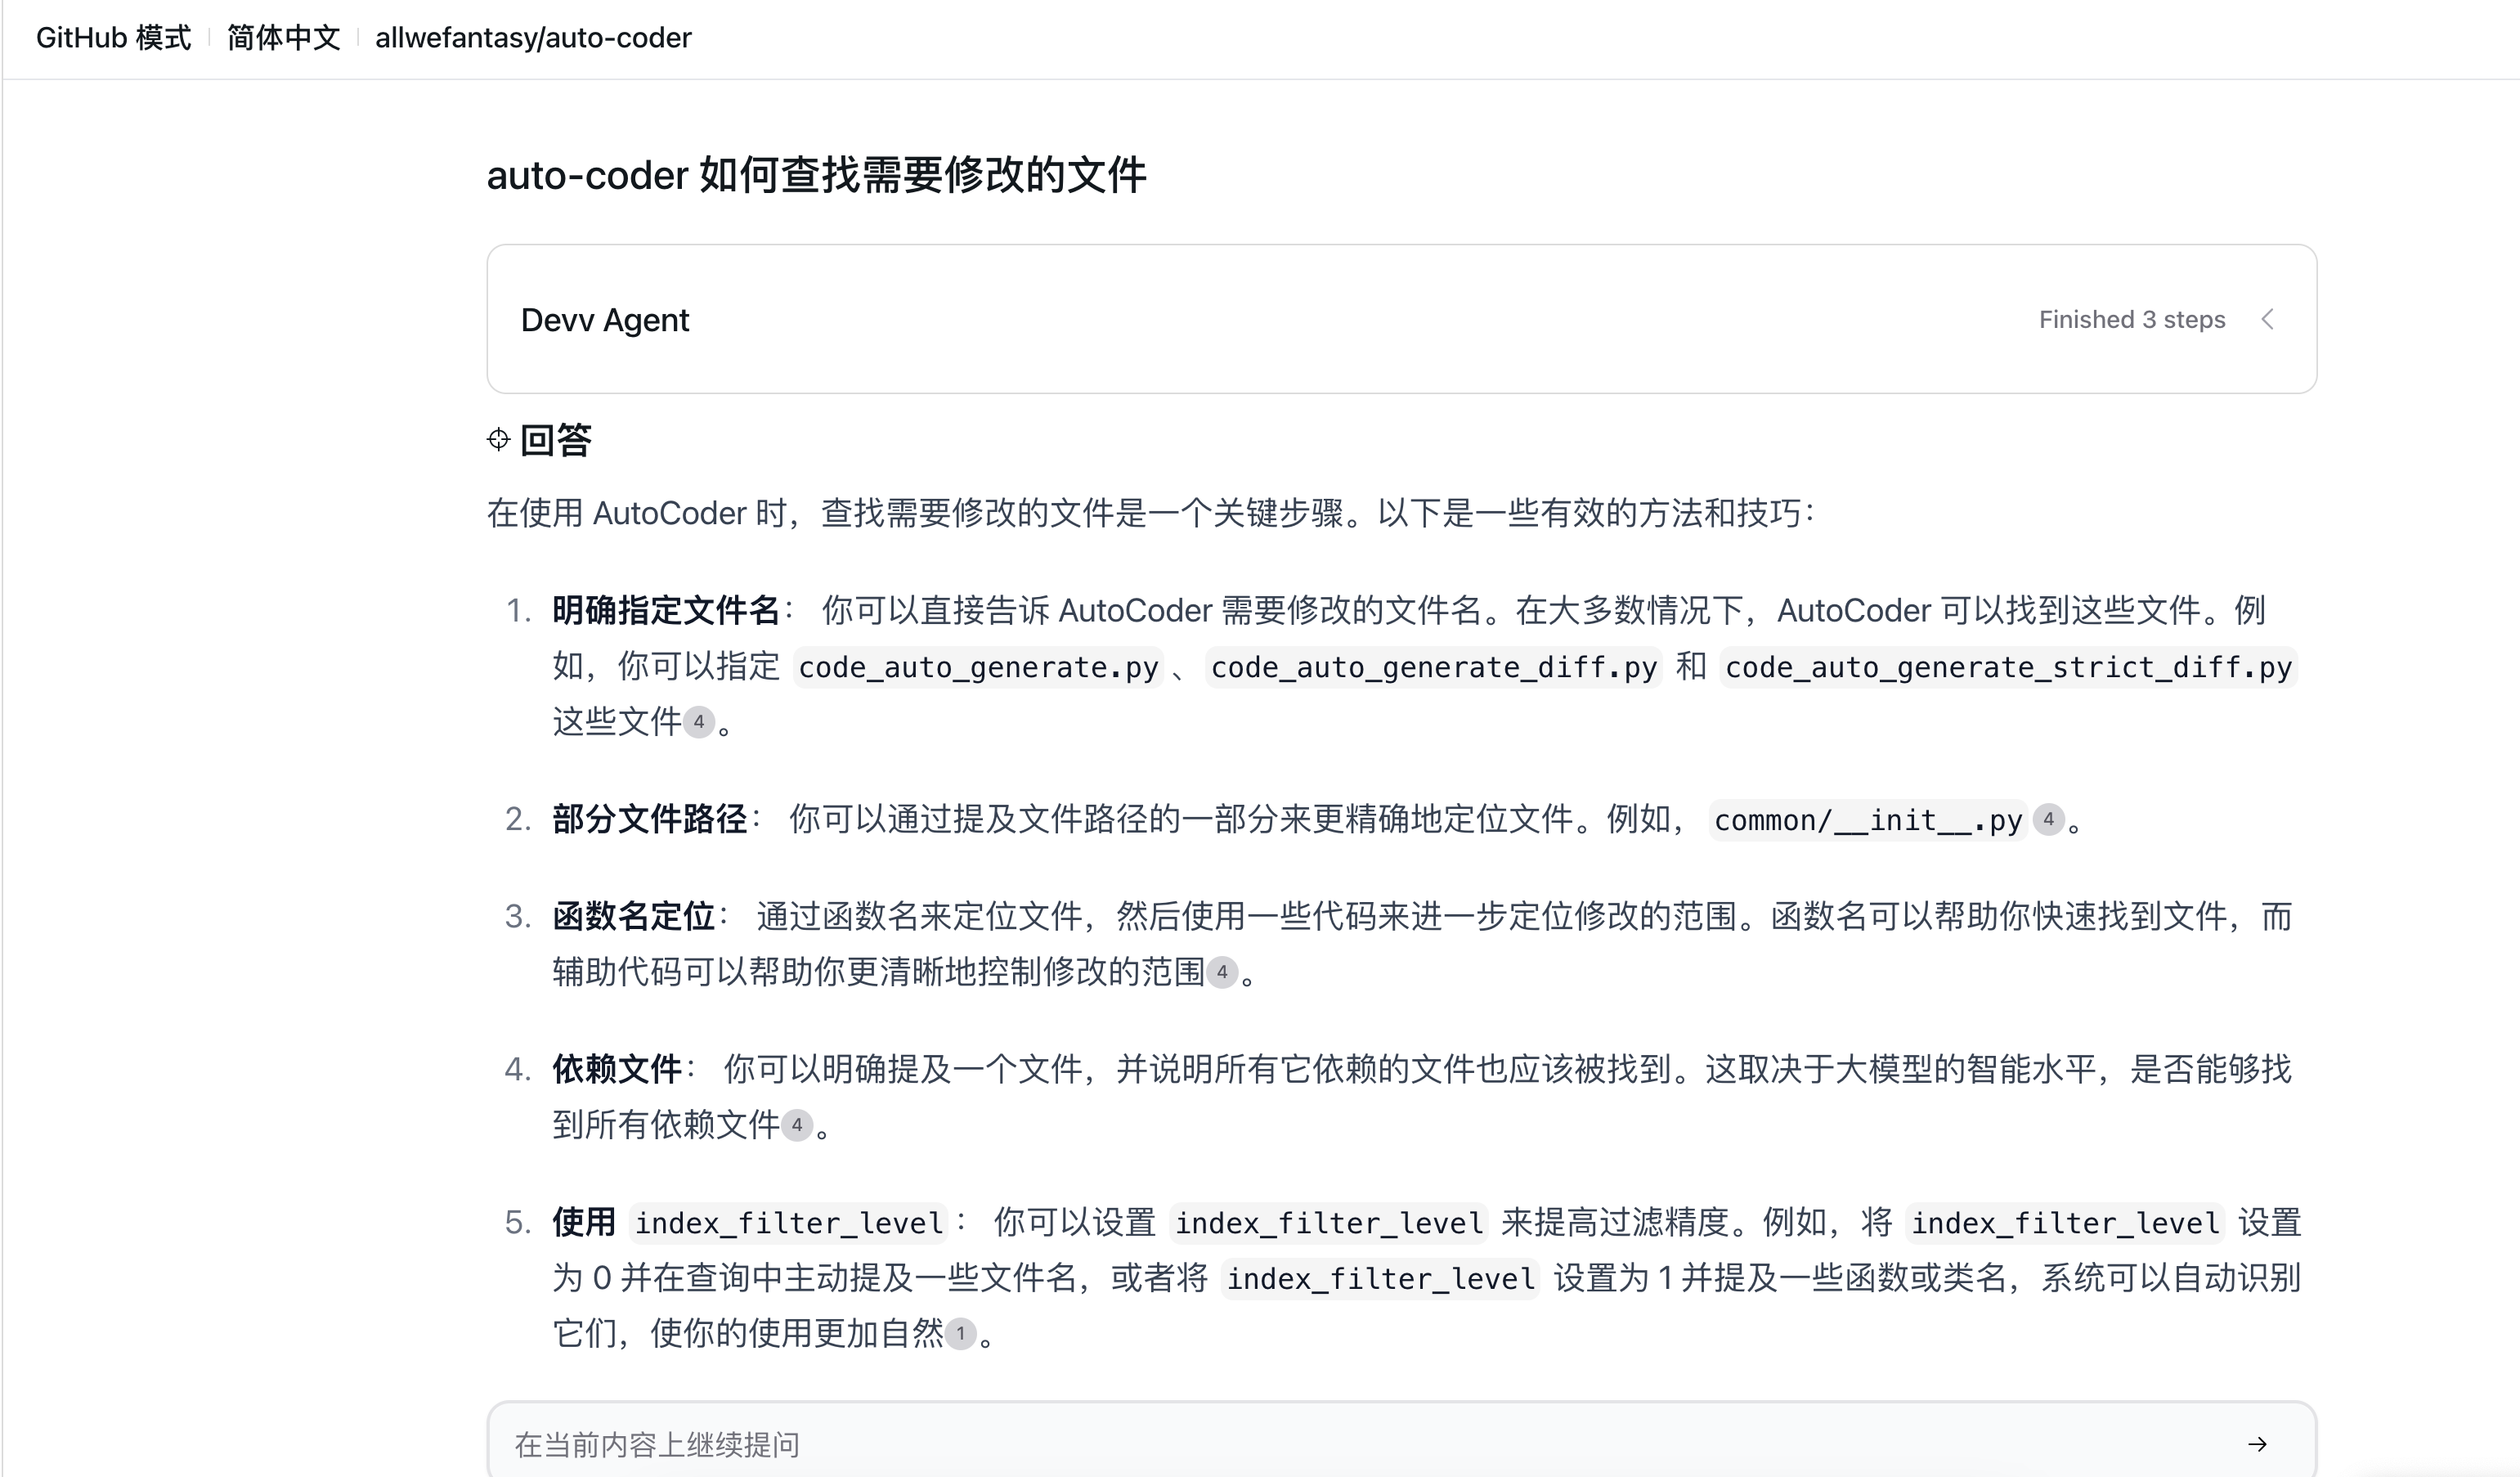 GitHub 模式 | 简体中文 | allwefantasy/auto-coder
auto-coder 如何查找需要修改的文件
Devv Agent
Finished 3 steps
回答
在使用 AutoCoder 时，查找需要修改的文件是一个关键步骤。以下是一些有效的方法和技巧：
1. 明确指定文件名： 你可以直接告诉 AutoCoder 需要修改的文件名。在大多数情况下，AutoCoder 可以找到这些文件。例
如，你可以指定 code_auto_generate.py 、 code_auto_generate_diff.py 和 code_auto_generate_strict_diff.py
这些文件4。
2. 部分文件路径： 你可以通过提及文件路径的一部分来更精确地定位文件。例如， common/__init__.py 4。
3. 函数名定位： 通过函数名来定位文件，然后使用一些代码来进一步定位修改的范围。函数名可以帮助你快速找到文件，而
辅助代码可以帮助你更清晰地控制修改的范围4。
4. 依赖文件： 你可以明确提及一个文件，并说明所有它依赖的文件也应该被找到。这取决于大模型的智能水平，是否能够找
到所有依赖文件4。
5. 使用 index_filter_level ： 你可以设置 index_filter_level 来提高过滤精度。例如，将 index_filter_level 设置
为 0 并在查询中主动提及一些文件名，或者将 index_filter_level 设置为 1 并提及一些函数或类名，系统可以自动识别
它们，使你的使用更加自然1。
在当前内容上继续提问